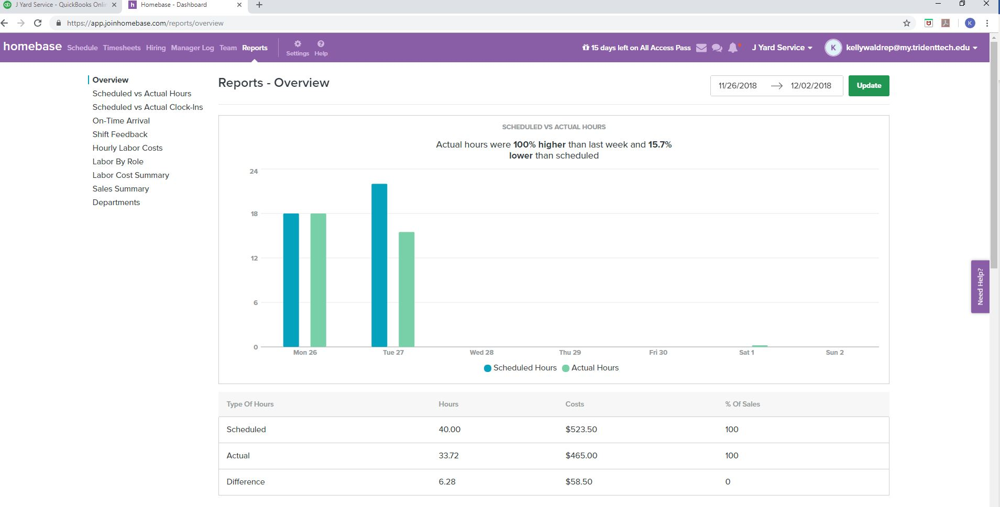 J Yard Service - QuickBooks Onlin
Homebase - Dashboard
https://app.joinhomebase.com/reports/overview
K
homebase Schedule Timesheets Hiring Manager Log Team Reports
Settings Help
15 days left on All Access Pass
J Yard Service
K kellywaldrep@my.tridenttech.edu
Overview
Scheduled vs Actual Hours
Scheduled vs Actual Clock-Ins
On-Time Arrival
Shift Feedback
Hourly Labor Costs
Labor By Role
Labor Cost Summary
Sales Summary
Departments
Reports - Overview
11/26/2018 → 12/02/2018
Update
SCHEDULED VS ACTUAL HOURS
Actual hours were 100% higher than last week and 15.7%
lower than scheduled
24
18
12
6
0
Mon 26 Tue 27 Wed 28 Thu 29 Fri 30 Sat 1 Sun 2
Scheduled Hours Actual Hours
Need Help?
Type Of Hours Hours Costs % Of Sales
Scheduled 40.00 $523.50 100
Actual 33.72 $465.00 100
Difference 6.28 $58.50 0